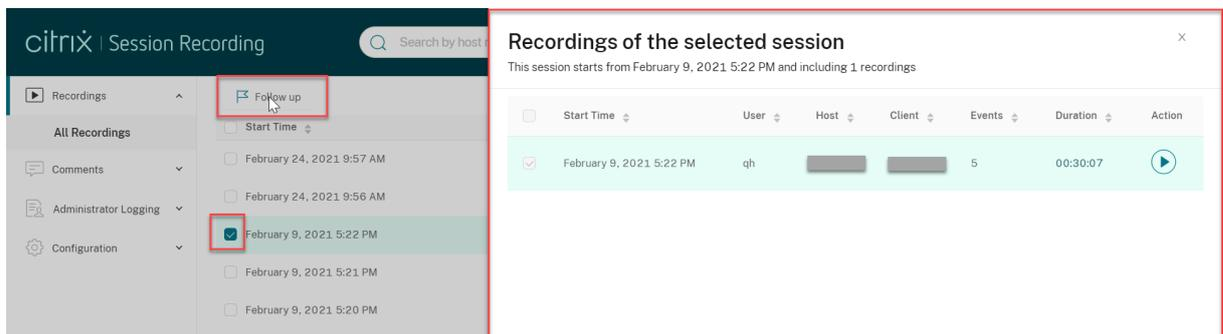 citrix | Session Recording
Search by host
Recordings
All Recordings
Comments
Administrator Logging
Configuration
Follow up
Start Time
February 24, 2021 9:57 AM
February 24, 2021 9:56 AM
February 9, 2021 5:22 PM
February 9, 2021 5:21 PM
February 9, 2021 5:20 PM
Recordings of the selected session
This session starts from February 9, 2021 5:22 PM and including 1 recordings
Start Time User Host Client Events Duration Action
February 9, 2021 5:22 PM qh 5 00:30:07